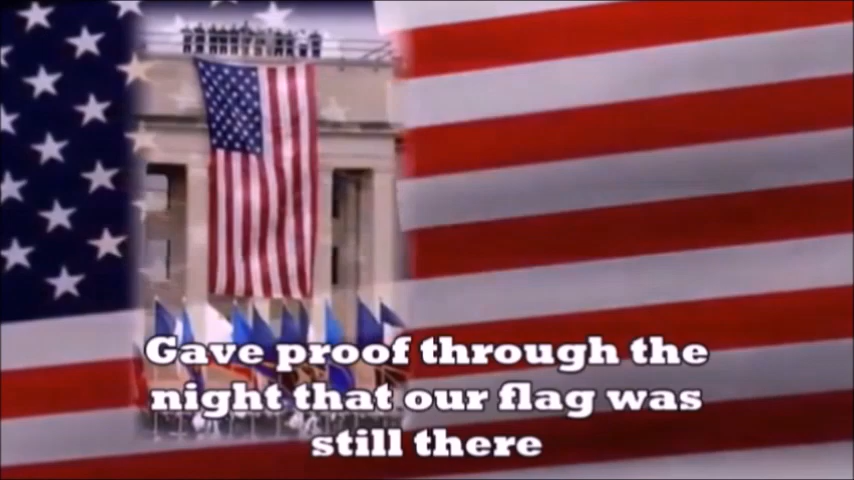 Gave proof through the
night that our flag was
still there